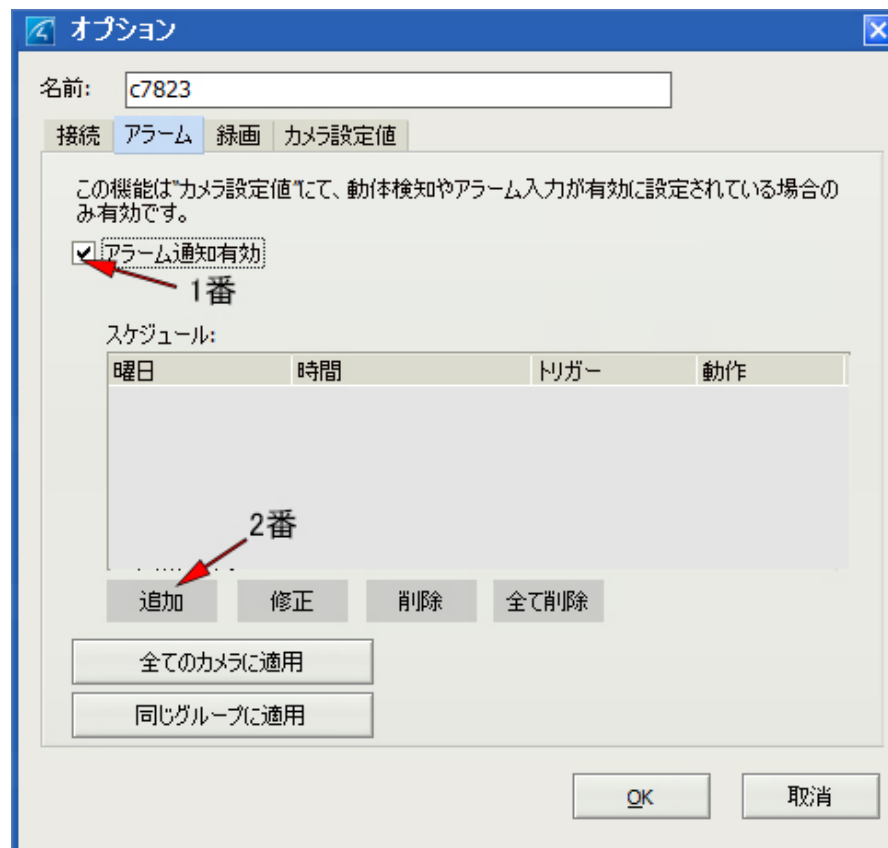 オプション
名前: c7823
接続 アラーム 録画 カメラ設定値
この機能は"カメラ設定値"にて、動体検知やアラーム入力が有効に設定されている場合の
み有効です。
アラーム通知有効
1番
スケジュール:
曜日 時間 トリガー 動作
2番
追加 修正 削除 全て削除
全てのカメラに適用
同じグループに適用
OK 取消